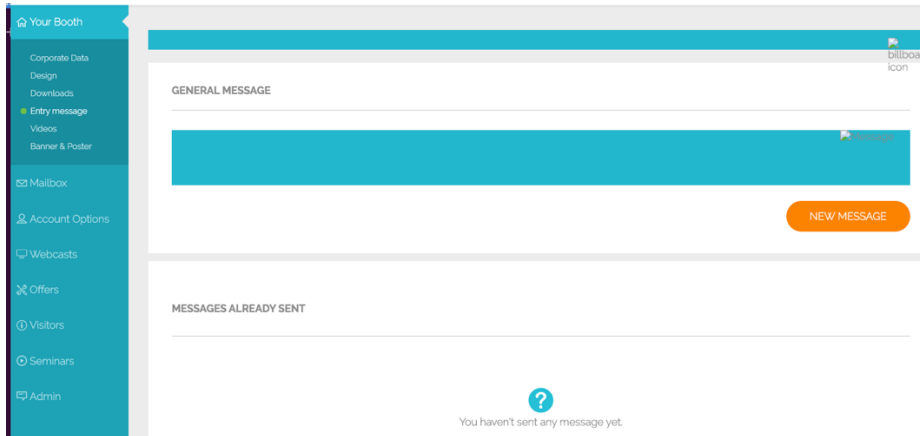 Your Booth
Corporate Data
Design
Downloads
Entry message
Videos
Banner & Poster
Mailbox
Account Options
Webcasts
Offers
Visitors
Seminars
Admin
billboa
icon
GENERAL MESSAGE
NEW MESSAGE
MESSAGES ALREADY SENT
?
You haven't sent any message yet.